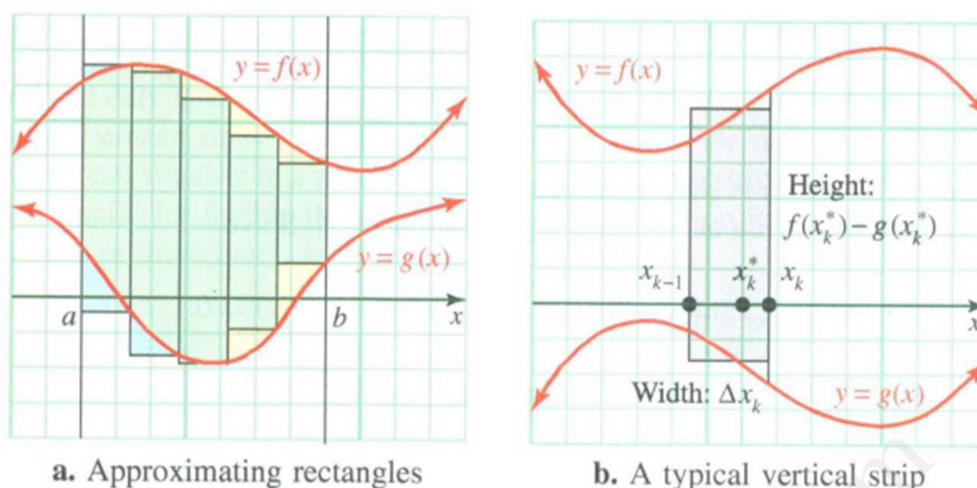 y = f(x)
y = g(x)
a
b
x
a. Approximating rectangles
y = f(x)
Height:
f(x_k^*) − g(x_k^*)
x_{k−1}
x_k^*
x_k
x
Width: Δx_k
y = g(x)
b. A typical vertical strip